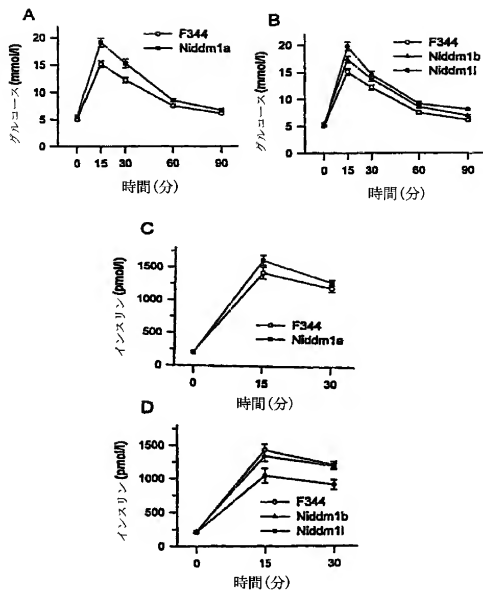 A
グルコース (mmol/l)
20
15
10
5
0
0 15 30 60 90
時間(分)
F344
Niddm1a
B
グルコース (mmol/l)
20
15
10
5
0
0 15 30 60 90
時間(分)
F344
Niddm1b
Niddm1i
C
インスリン (pmol/l)
1500
1000
500
0
0 15 30
時間(分)
F344
Niddm1a
D
インスリン (pmol/l)
1500
1000
500
0
0 15 30
時間(分)
F344
Niddm1b
Niddm1i